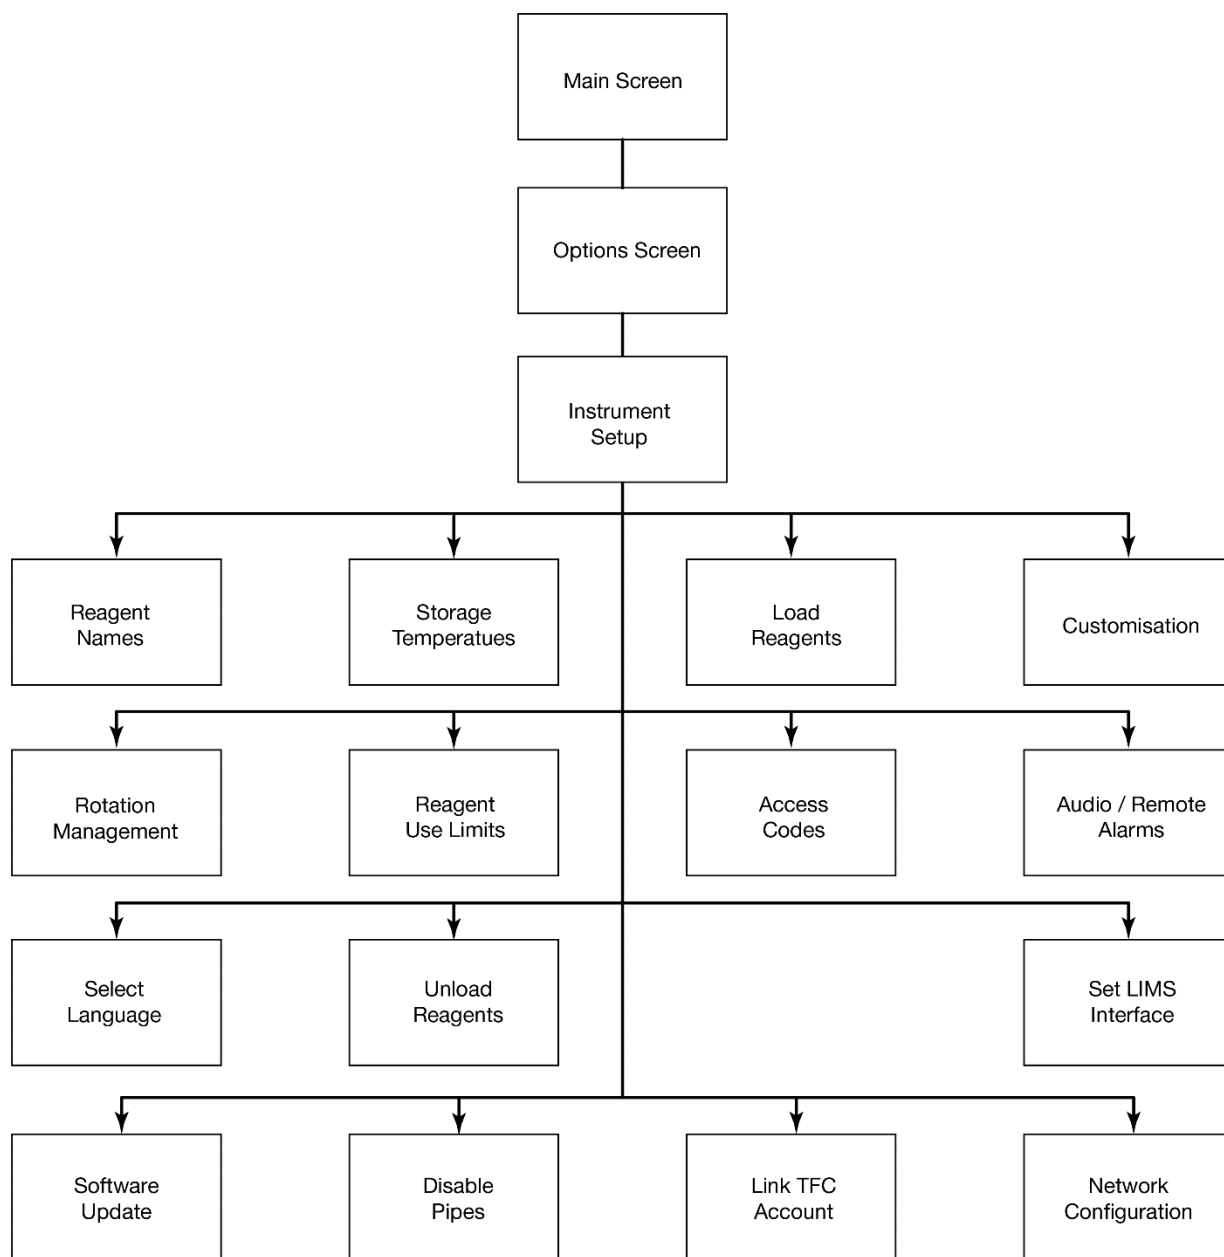 Main Screen
Options Screen
Instrument
Setup
Reagent
Names
Storage
Temperatues
Load
Reagents
Customisation
Rotation
Management
Reagent
Use Limits
Access
Codes
Audio / Remote
Alarms
Select
Language
Unload
Reagents
Set LIMS
Interface
Software
Update
Disable
Pipes
Link TFC
Account
Network
Configuration